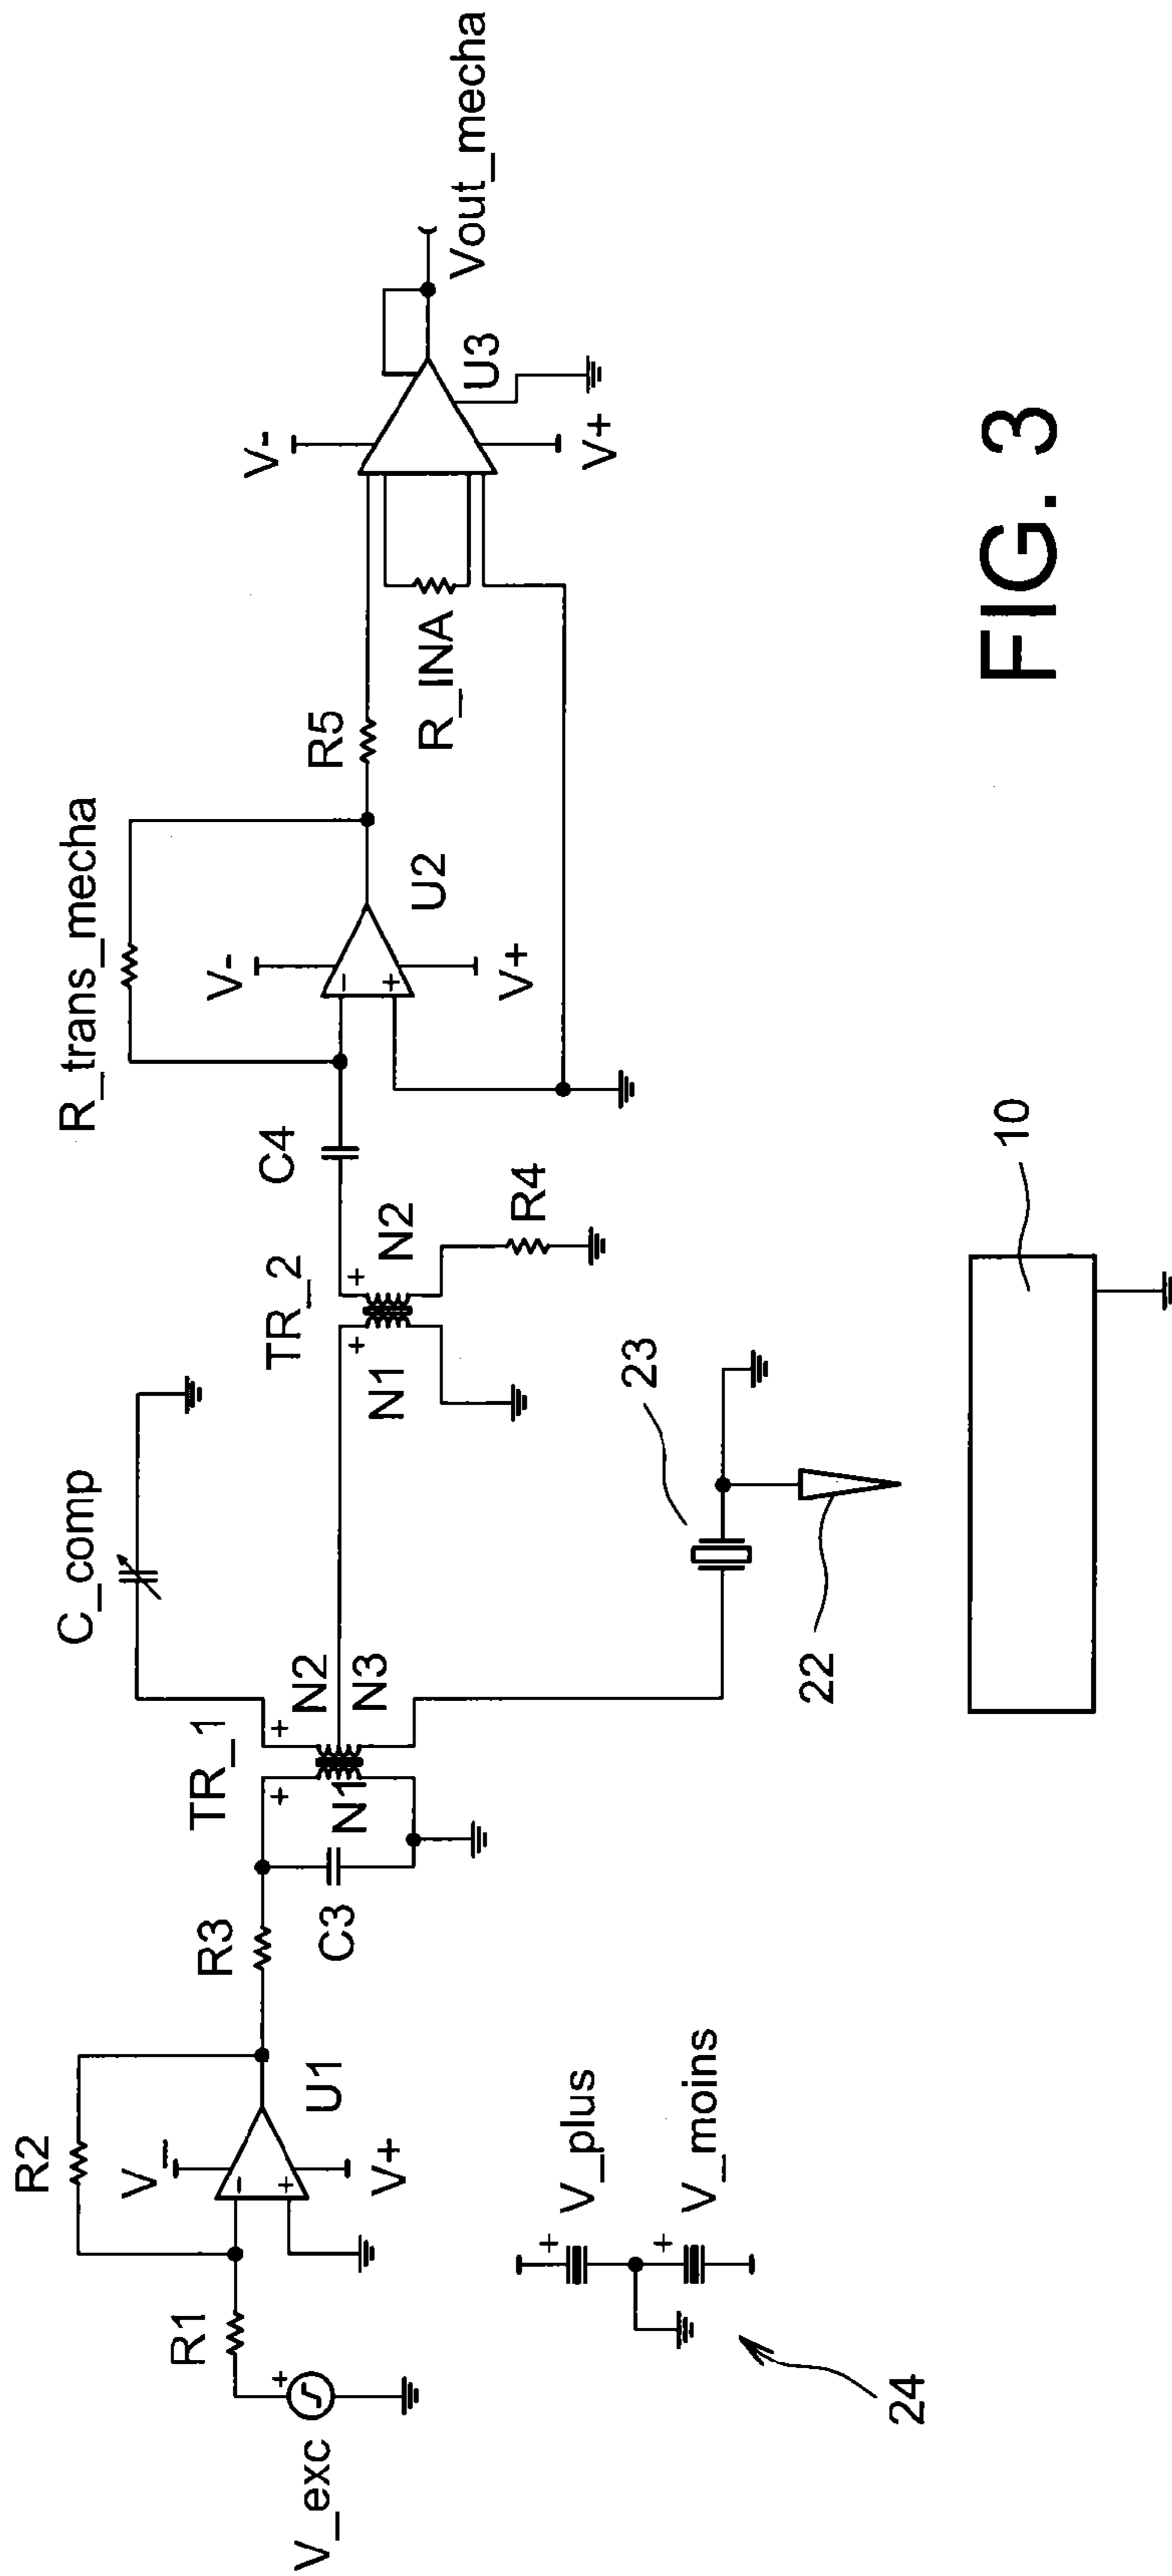 V_exc
+
R1
R2
V_
-
+
V+
U1
R3
C3
TR_1
+
+
N1
N2
N3
C_comp
TR_2
+
+
N1
N2
R4
C4
R_trans_mecha
V-
-
+
V+
U2
R5
R_INA
V-
V+
U3
Vout_mecha
+
V_plus
+
V_moins
24
23
22
10
FIG. 3